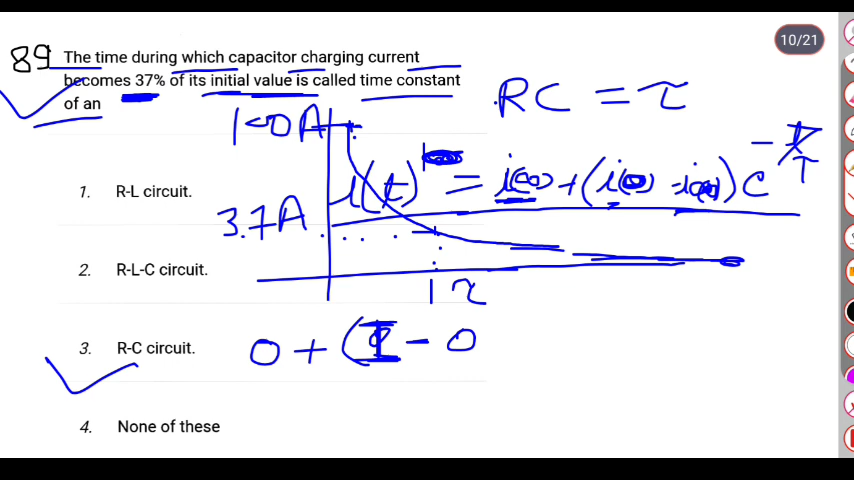 10/21
89 The time during which capacitor charging current
becomes 37% of its initial value is called time constant
of an
RC = τ
i(t) = i(∞) + (i(0) - i(∞)) e
3.7A
1. R-L circuit.
2. R-L-C circuit.
1τ
3. R-C circuit.
0 + (I - 0
4. None of these